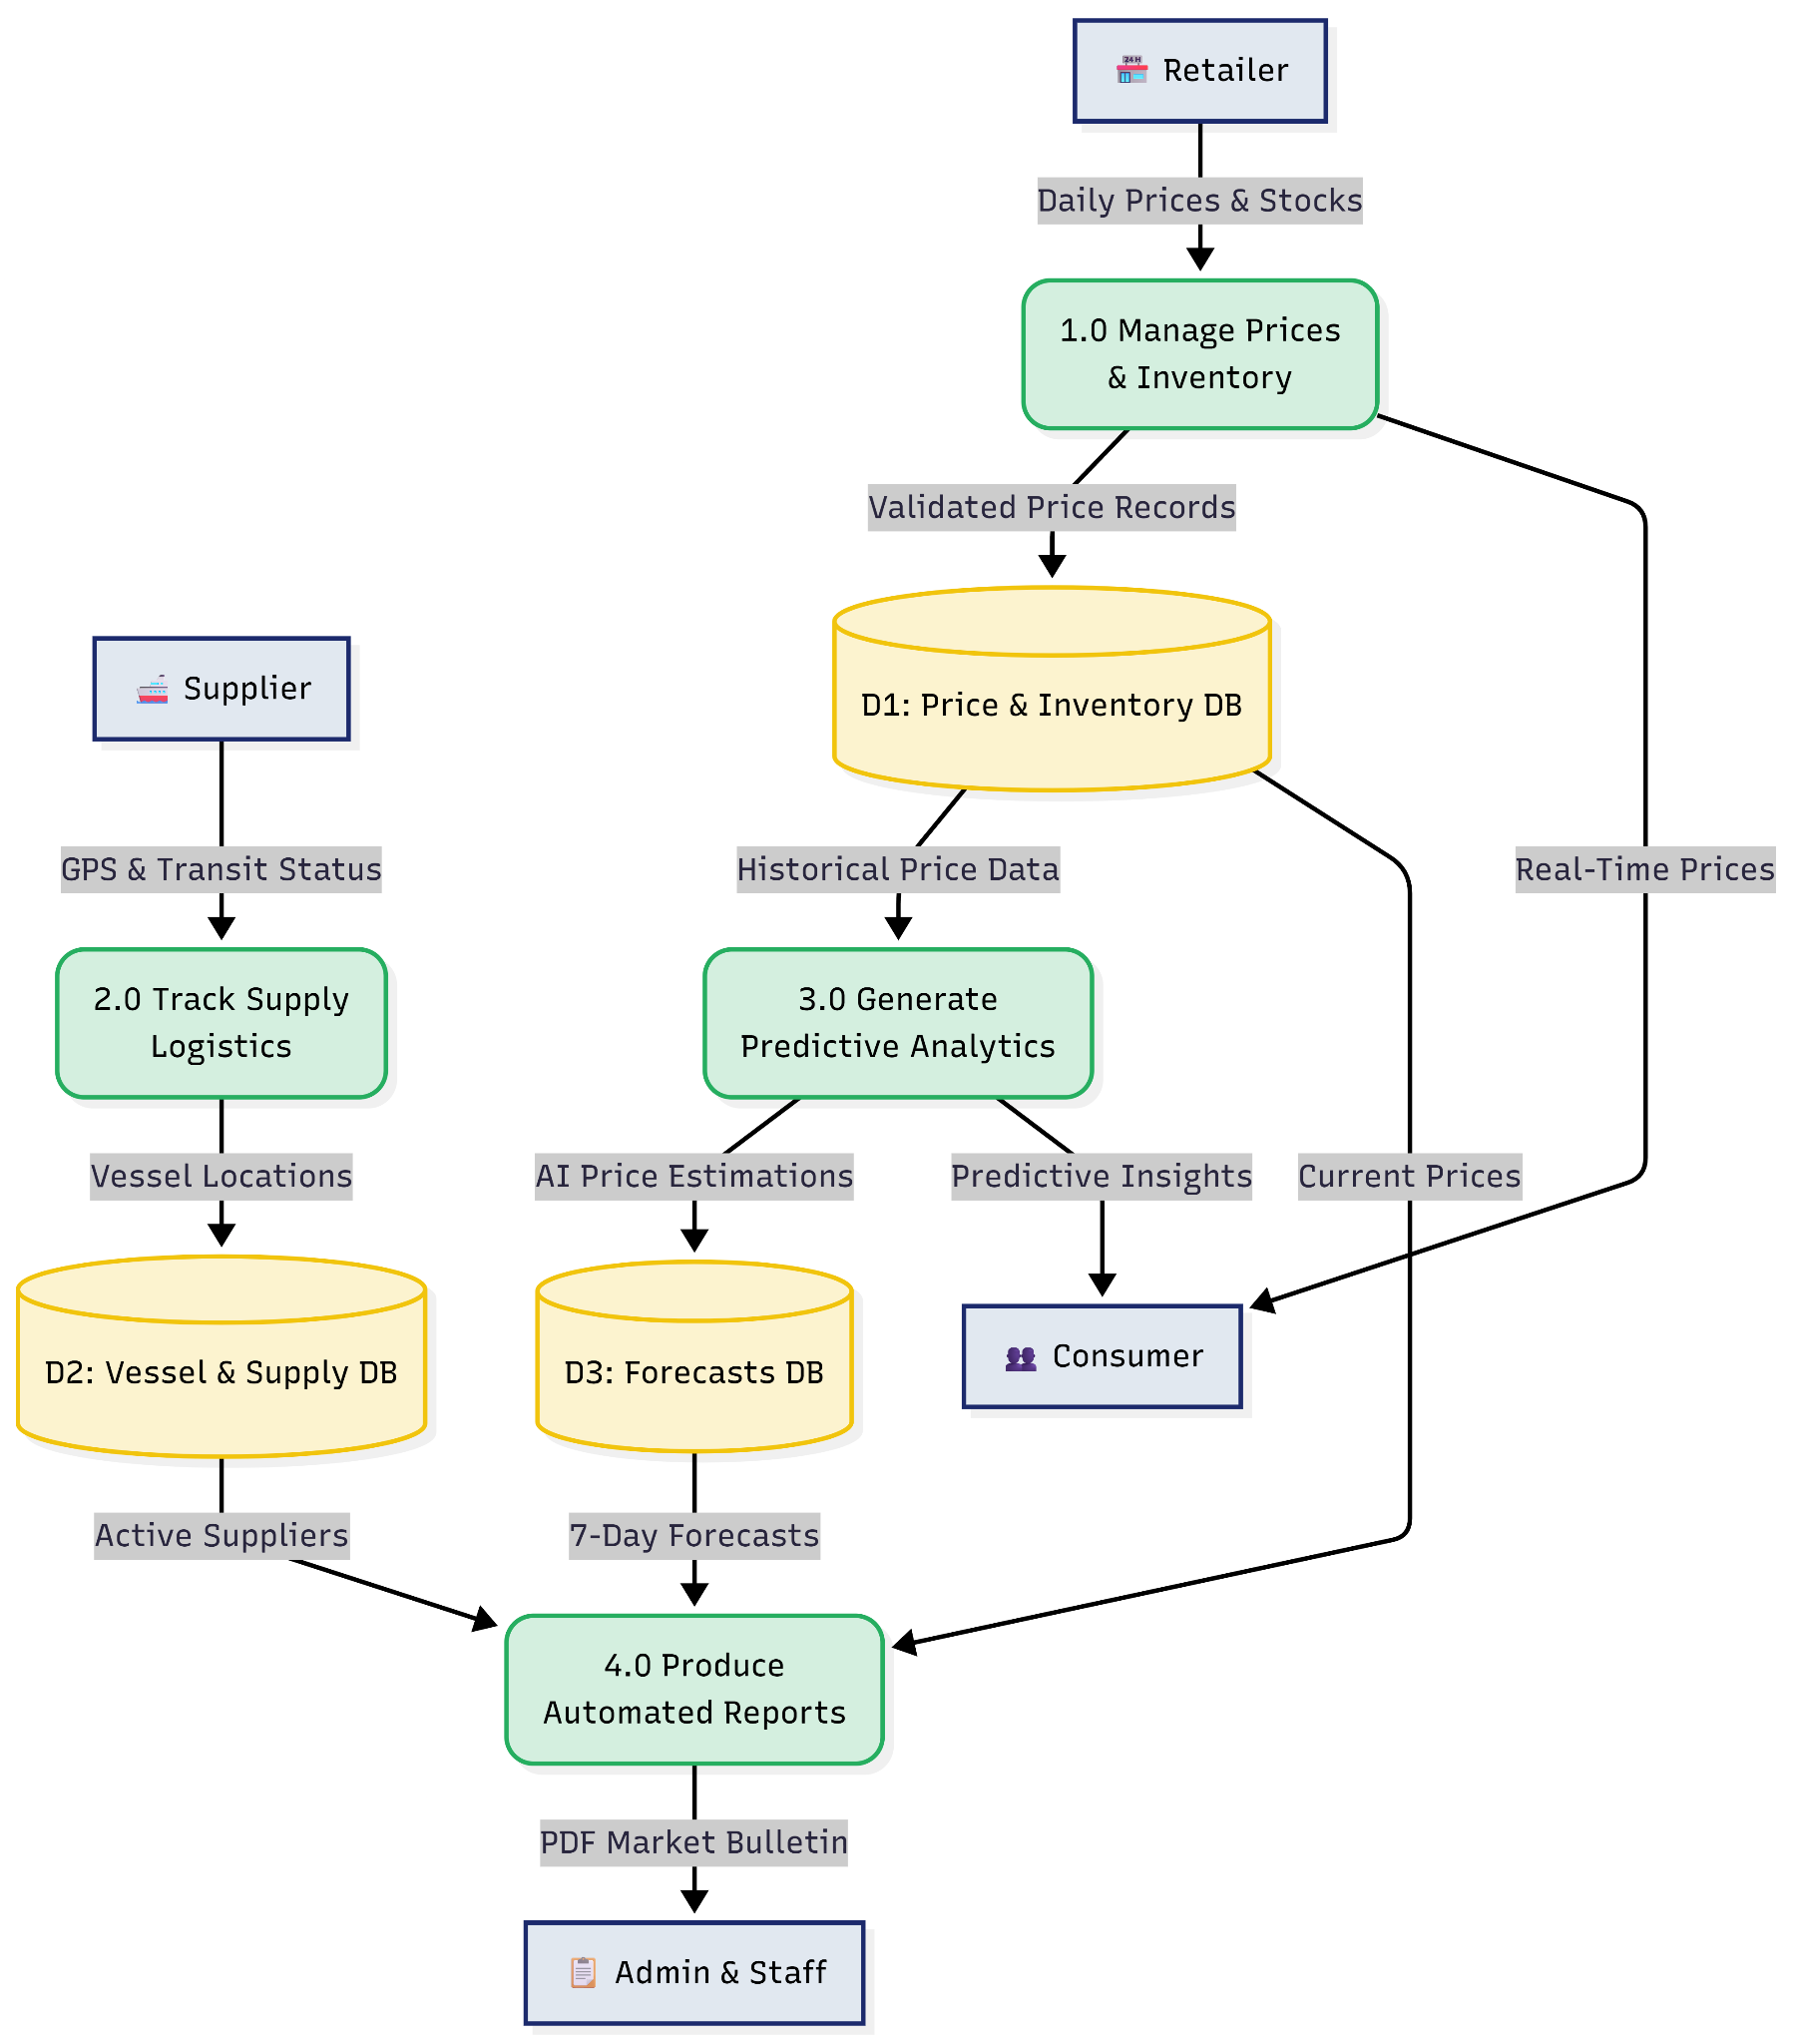 24 H
Retailer
Daily Prices & Stocks
1.0 Manage Prices
& Inventory
Validated Price Records
D1: Price & Inventory DB
Supplier
GPS & Transit Status
Historical Price Data
Real-Time Prices
2.0 Track Supply
Logistics
3.0 Generate
Predictive Analytics
Vessel Locations
AI Price Estimations
Predictive Insights
Current Prices
D2: Vessel & Supply DB
D3: Forecasts DB
Consumer
Active Suppliers
7-Day Forecasts
4.0 Produce
Automated Reports
PDF Market Bulletin
Admin & Staff